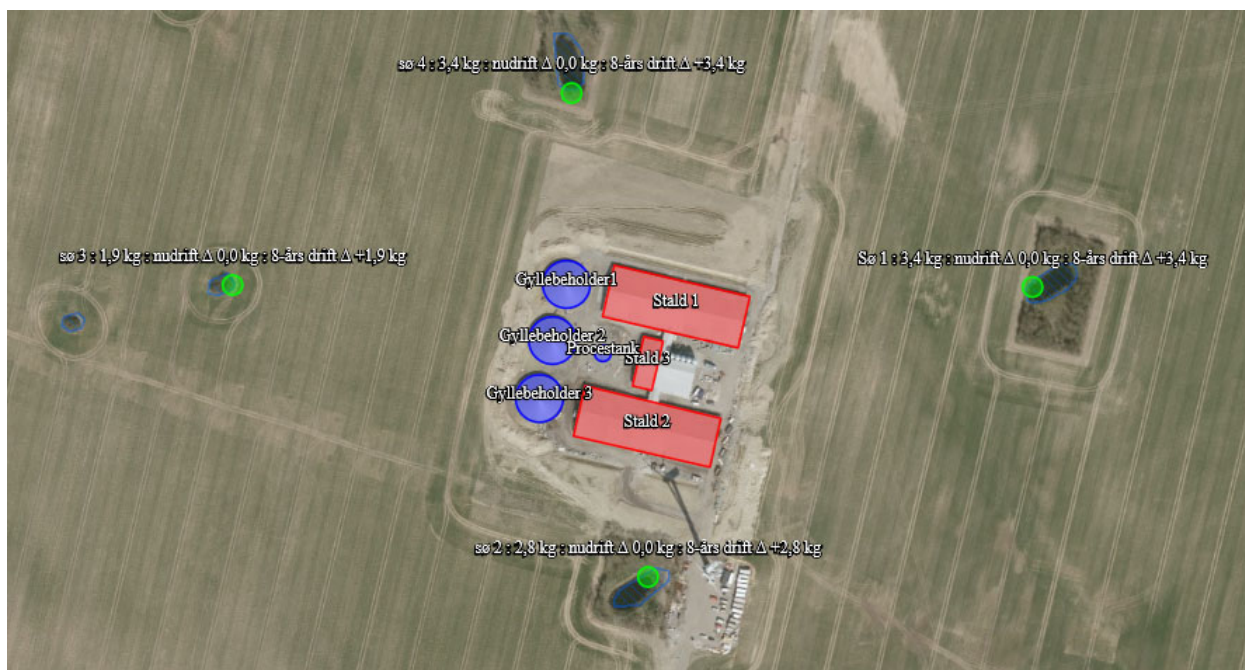 sø 4 : 3,4 kg : nudrift Δ 0,0 kg : 8-års drift Δ +3,4 kg
sø 3 : 1,9 kg : nudrift Δ 0,0 kg : 8-års drift Δ +1,9 kg
Sø 1 : 3,4 kg : nudrift Δ 0,0 kg : 8-års drift Δ +3,4 kg
Gyllebeholder1
Stald 1
Gyllebeholder 2
Procestank
Stald 3
Gyllebeholder 3
Stald 2
sø 2 : 2,8 kg : nudrift Δ 0,0 kg : 8-års drift Δ +2,8 kg